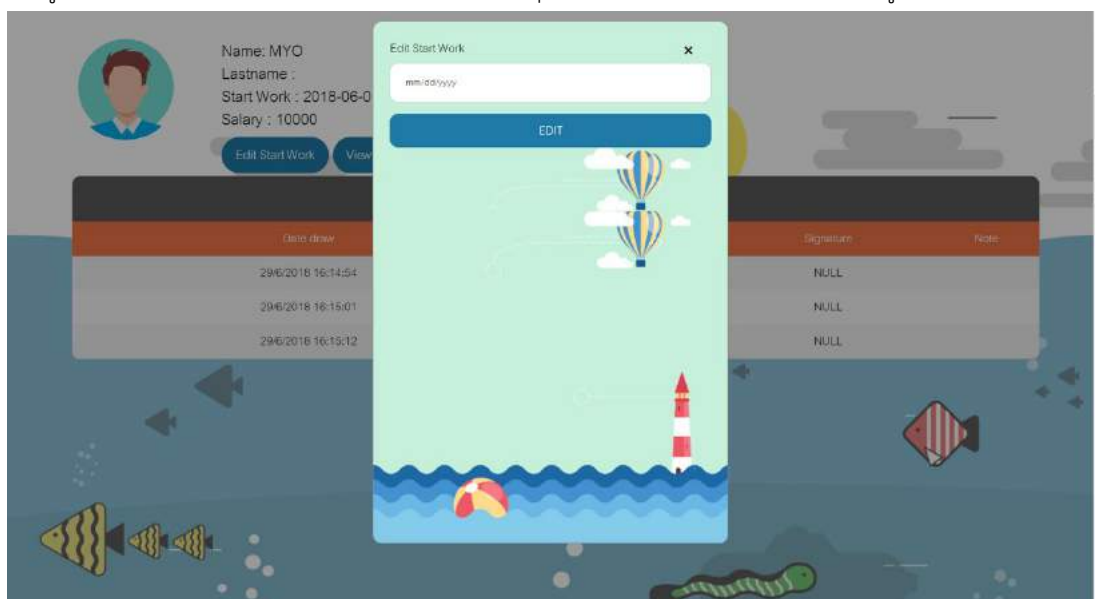 Name: MYO
Lastname :
Start Work : 2018-06-0
Salary : 10000
Edit Start Work
View
Edit Start Work
×
mm/dd/yyyy
EDIT
Date draw
Signature
Note
29/6/2018 16:14:54
NULL
29/6/2018 16:15:01
NULL
29/6/2018 16:15:12
NULL